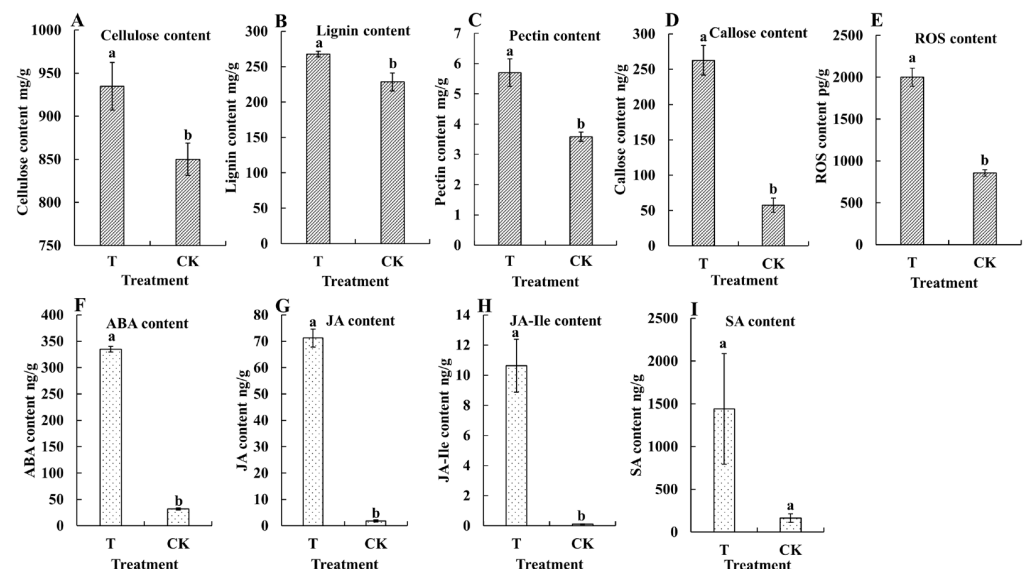 A
Cellulose content
Cellulose content mg/g
1000
950
900
850
800
750
a
b
T
CK
Treatment
B
Lignin content
Lignin content mg/g
300
250
200
150
100
50
0
a
b
T
CK
Treatment
C
Pectin content
Pectin content mg/g
7
6
5
4
3
2
1
0
a
b
T
CK
Treatment
D
Callose content
Callose content ng/g
300
250
200
150
100
50
0
a
b
T
CK
Treatment
E
ROS content
ROS content pg/g
2500
2000
1500
1000
500
0
a
b
T
CK
Treatment
F
ABA content
ABA content ng/g
400
350
300
250
200
150
100
50
0
a
b
T
CK
Treatment
G
JA content
JA content ng/g
80
70
60
50
40
30
20
10
0
a
b
T
CK
Treatment
H
JA-Ile content
JA-Ile content ng/g
14
12
10
8
6
4
2
0
a
b
T
CK
Treatment
I
SA content
SA content ng/g
2500
2000
1500
1000
500
0
a
a
T
CK
Treatment